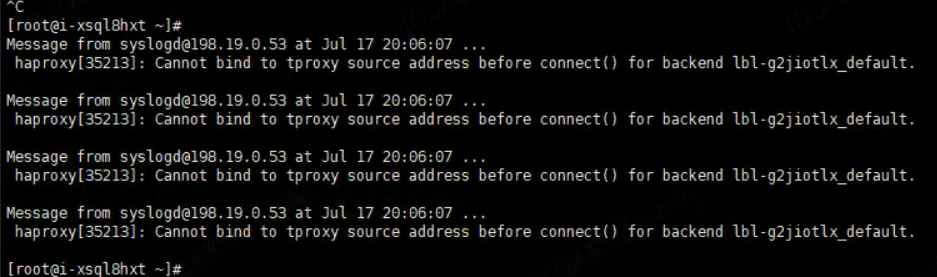 ^C
[root@i-xsql8hxt ~]#
Message from syslogd@198.19.0.53 at Jul 17 20:06:07 ...
 haproxy[35213]: Cannot bind to tproxy source address before connect() for backend lbl-g2jiotlx_default.

Message from syslogd@198.19.0.53 at Jul 17 20:06:07 ...
 haproxy[35213]: Cannot bind to tproxy source address before connect() for backend lbl-g2jiotlx_default.

Message from syslogd@198.19.0.53 at Jul 17 20:06:07 ...
 haproxy[35213]: Cannot bind to tproxy source address before connect() for backend lbl-g2jiotlx_default.

Message from syslogd@198.19.0.53 at Jul 17 20:06:07 ...
 haproxy[35213]: Cannot bind to tproxy source address before connect() for backend lbl-g2jiotlx_default.

[root@i-xsql8hxt ~]#